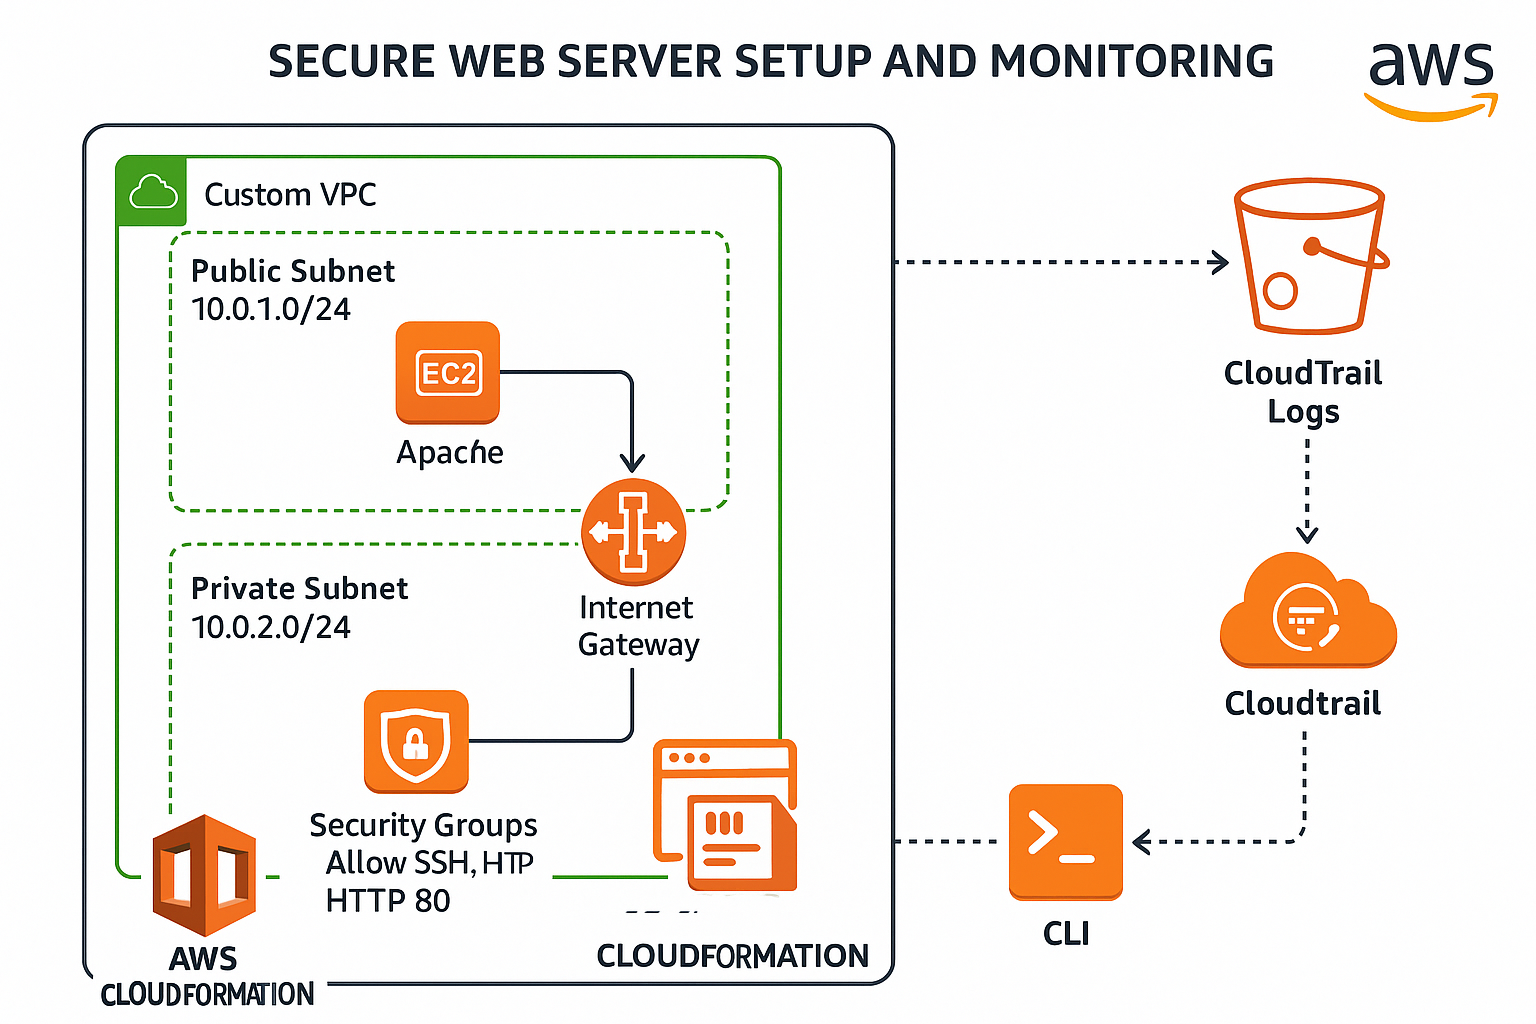 SECURE WEB SERVER SETUP AND MONITORING
aws
Custom VPC
Public Subnet
10.0.1.0/24
EC2
Apache
Private Subnet
10.0.2.0/24
Internet
Gateway
Security Groups
Allow SSH, HTP
HTTP 80
AWS
CLOUDFORMATION
CLOUDFORMATION
CloudTrail
Logs
Cloudtrail
CLI